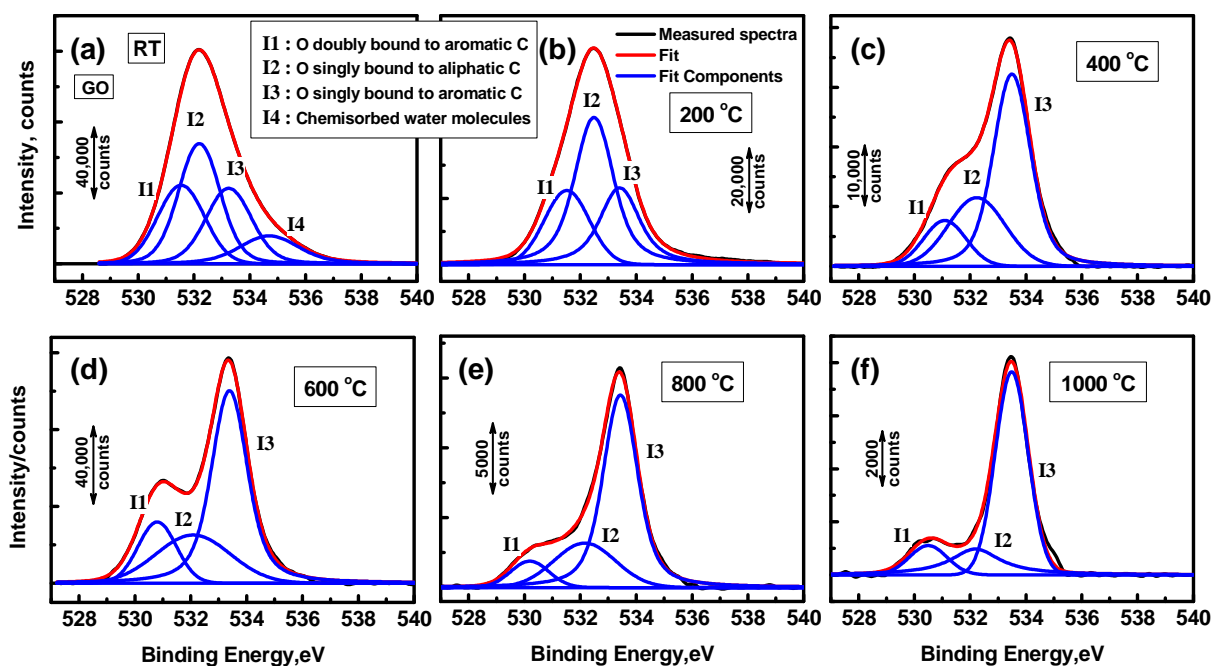 (a)
RT
GO
I1 : O doubly bound to aromatic C
I2 : O singly bound to aliphatic C
I3 : O singly bound to aromatic C
I4 : Chemisorbed water molecules
40,000
counts
I1
I2
I3
I4
Intensity, counts
528 530 532 534 536 538 540
(b)
Measured spectra
Fit
Fit Components
200 °C
20,000
counts
I1
I2
I3
528 530 532 534 536 538 540
(c)
400 °C
10,000
counts
I1
I2
I3
528 530 532 534 536 538 540
(d)
600 °C
40,000
counts
I1
I2
I3
Intensity/counts
528 530 532 534 536 538 540
Binding Energy,eV
(e)
800 °C
5000
counts
I1
I2
I3
528 530 532 534 536 538 540
Binding Energy,eV
(f)
1000 °C
2000
counts
I1
I2
I3
528 530 532 534 536 538 540
Binding Energy,eV